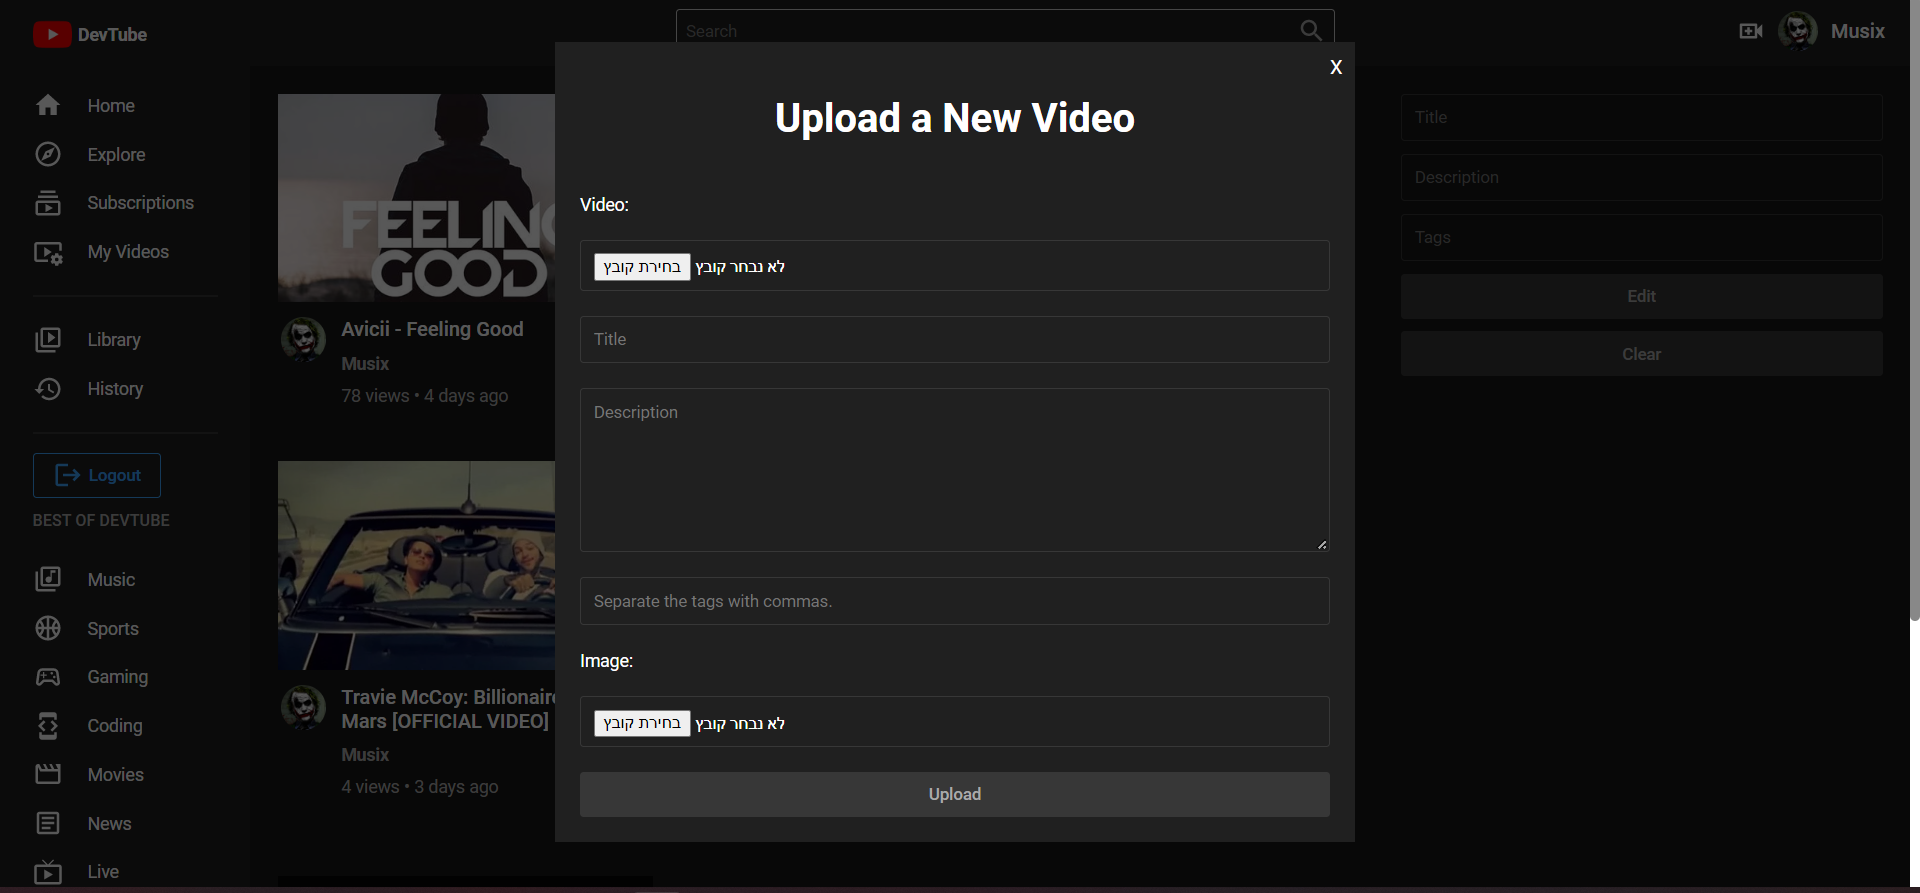 DevTube
Search
Musix
Home
Explore
Subscriptions
My Videos
Library
History
Logout
BEST OF DEVTUBE
Music
Sports
Gaming
Coding
Movies
News
Live
FEELING
GOOD
Avicii - Feeling Good
Musix
78 views • 4 days ago
Travie McCoy: Billionaire
Mars [OFFICIAL VIDEO]
Musix
4 views • 3 days ago
X
Upload a New Video
Video:
בחירת קובץ לא נבחר קובץ
Title
Description
Separate the tags with commas.
Image:
בחירת קובץ לא נבחר קובץ
Upload
Title
Description
Tags
Edit
Clear